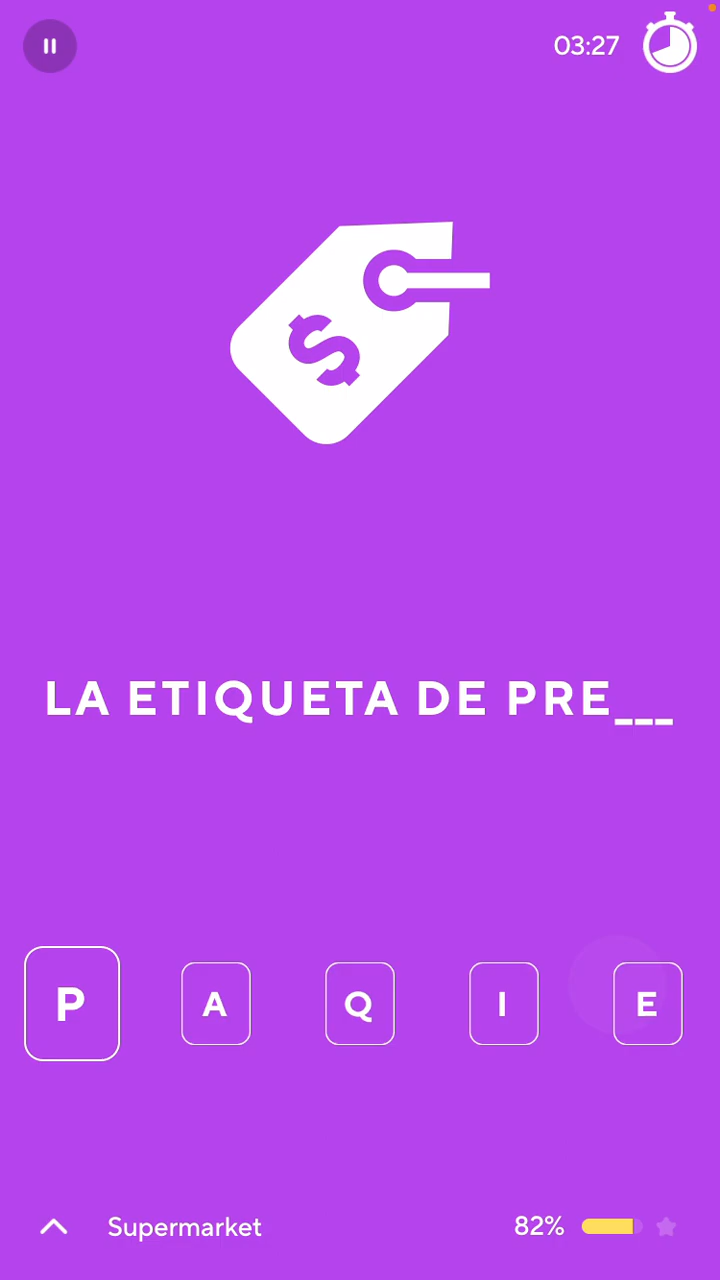 03:27
$
LA ETIQUETA DE PRE___
P A Q I E
Supermarket 82%